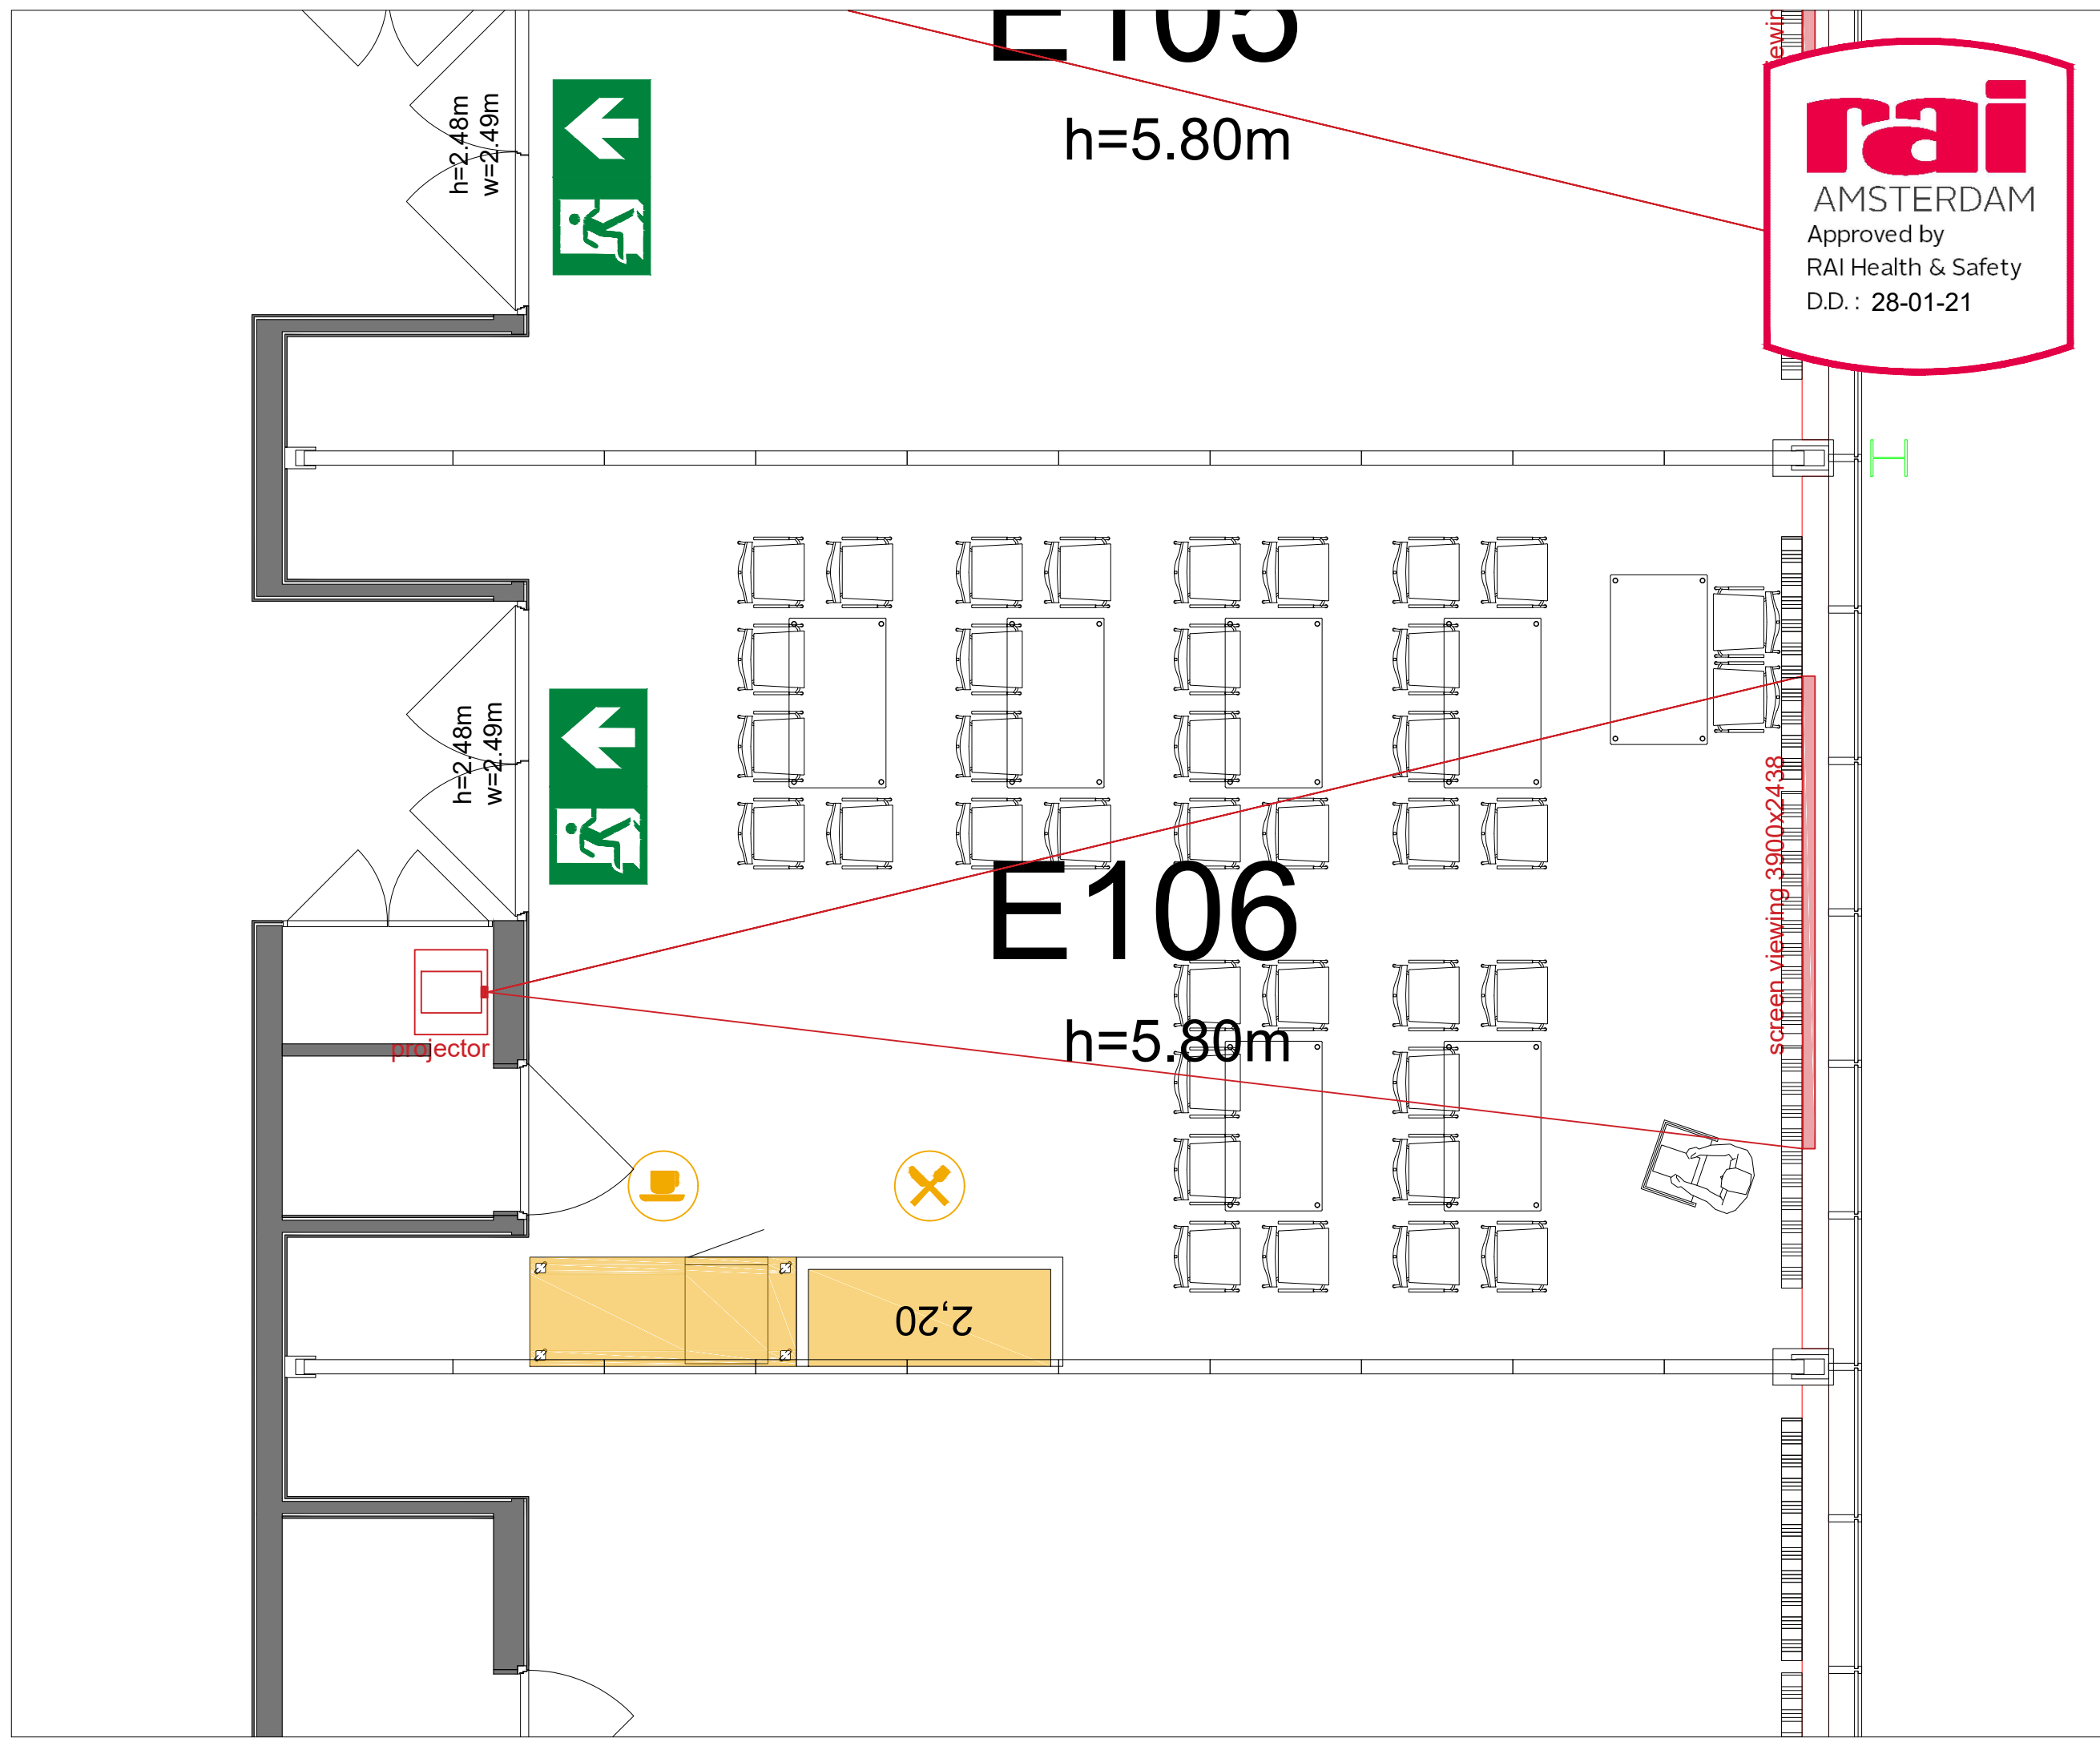 E105
h=5.80m
h=2.48m
w=2.49m
rai
AMSTERDAM
Approved by
RAI Health & Safety
D.D. : 28-01-21
h=2.48m
w=2.49m
screen viewing 3900x2438
E106
h=5.80m
projector
2,20